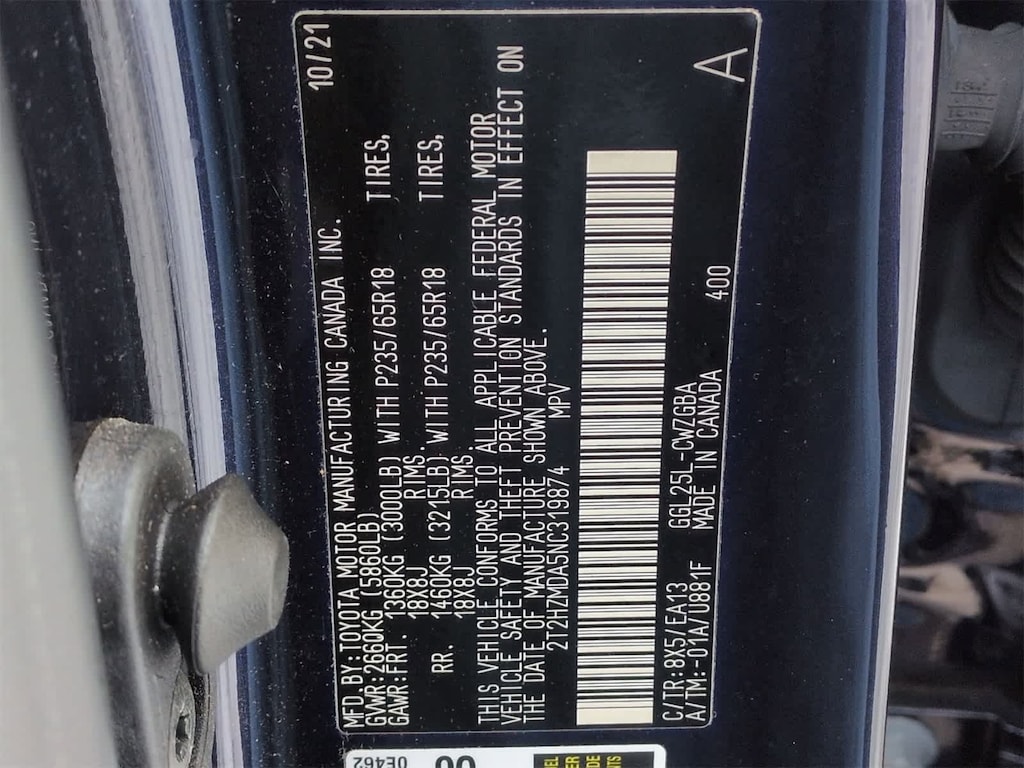 MFD.BY:TOYOTA MOTOR MANUFACTURING CANADA INC. 10/21
GVWR:2660KG (5860LB)
GAWR:FRT. 1360KG (3000LB) WITH P235/65R18 TIRES,
18X8J RIMS.
RR. 1460KG (3215LB) WITH P235/65R18 TIRES,
18X8J RIMS.
THIS VEHICLE CONFORMS TO ALL APPLICABLE FEDERAL MOTOR
VEHICLE SAFETY AND THEFT PREVENTION STANDARDS IN EFFECT ON
THE DATE OF MANUFACTURE SHOWN ABOVE.
2T2HZMDA5NC319874 MPV
C/TR:8X5/EA13 GGL25L-CWZGBA 400 A
A/TM:-01A/U881F MADE IN CANADA
0E462